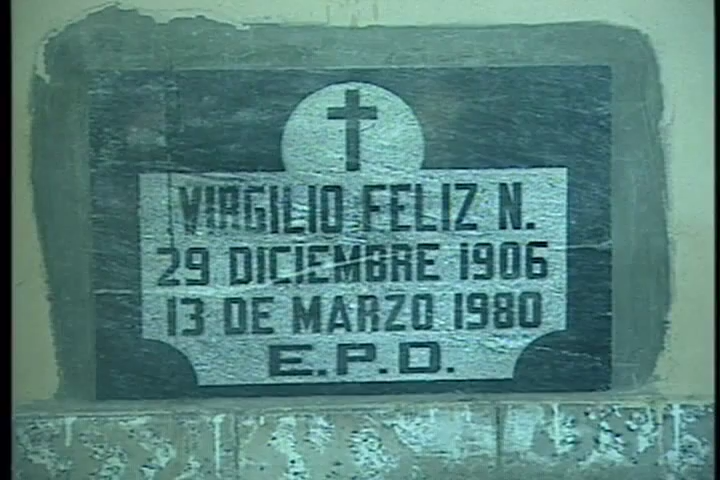 VIRGILIO FELIZ N.
29 DICIEMBRE 1906
13 DE MARZO 1980
E.P.D.